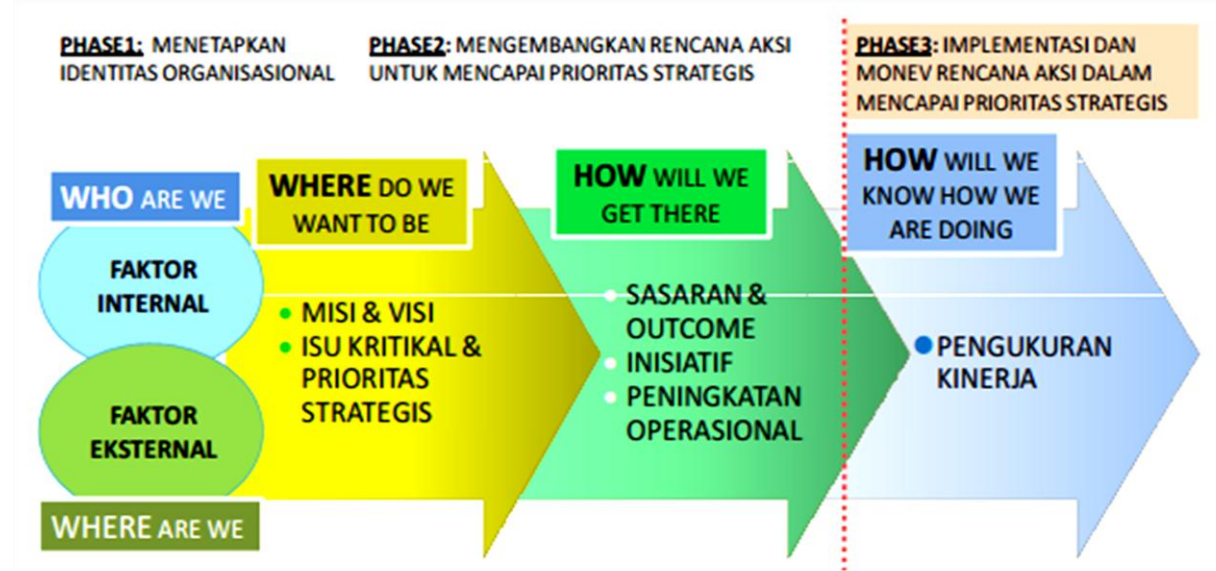 PHASE1: MENETAPKAN
IDENTITAS ORGANISASIONAL
PHASE2: MENGEMBANGKAN RENCANA AKSI
UNTUK MENCAPAI PRIORITAS STRATEGIS
PHASE3: IMPLEMENTASI DAN
MONEV RENCANA AKSI DALAM
MENCAPAI PRIORITAS STRATEGIS
WHO ARE WE
FAKTOR
INTERNAL
FAKTOR
EKSTERNAL
WHERE ARE WE
WHERE DO WE
WANT TO BE
• MISI & VISI
• ISU KRITIKAL &
PRIORITAS
STRATEGIS
HOW WILL WE
GET THERE
• SASARAN &
OUTCOME
• INISIATIF
• PENINGKATAN
OPERASIONAL
HOW WILL WE
KNOW HOW WE
ARE DOING
• PENGUKURAN
KINERJA